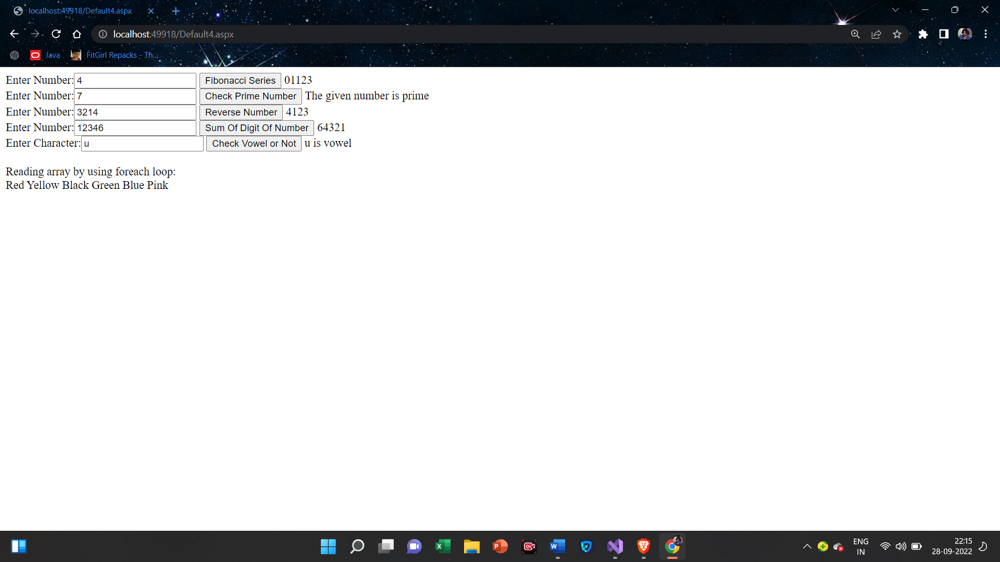 localhost:49918/Default4.aspx
localhost:49918/Default4.aspx
Java FitGirl Repacks - Th...
Enter Number: 4 Fibonacci Series 01123
Enter Number: 7 Check Prime Number The given number is prime
Enter Number: 3214 Reverse Number 4123
Enter Number: 12346 Sum Of Digit Of Number 64321
Enter Character: u Check Vowel or Not u is vowel
Reading array by using foreach loop:
Red Yellow Black Green Blue Pink
ENG 22:15
IN 28-09-2022